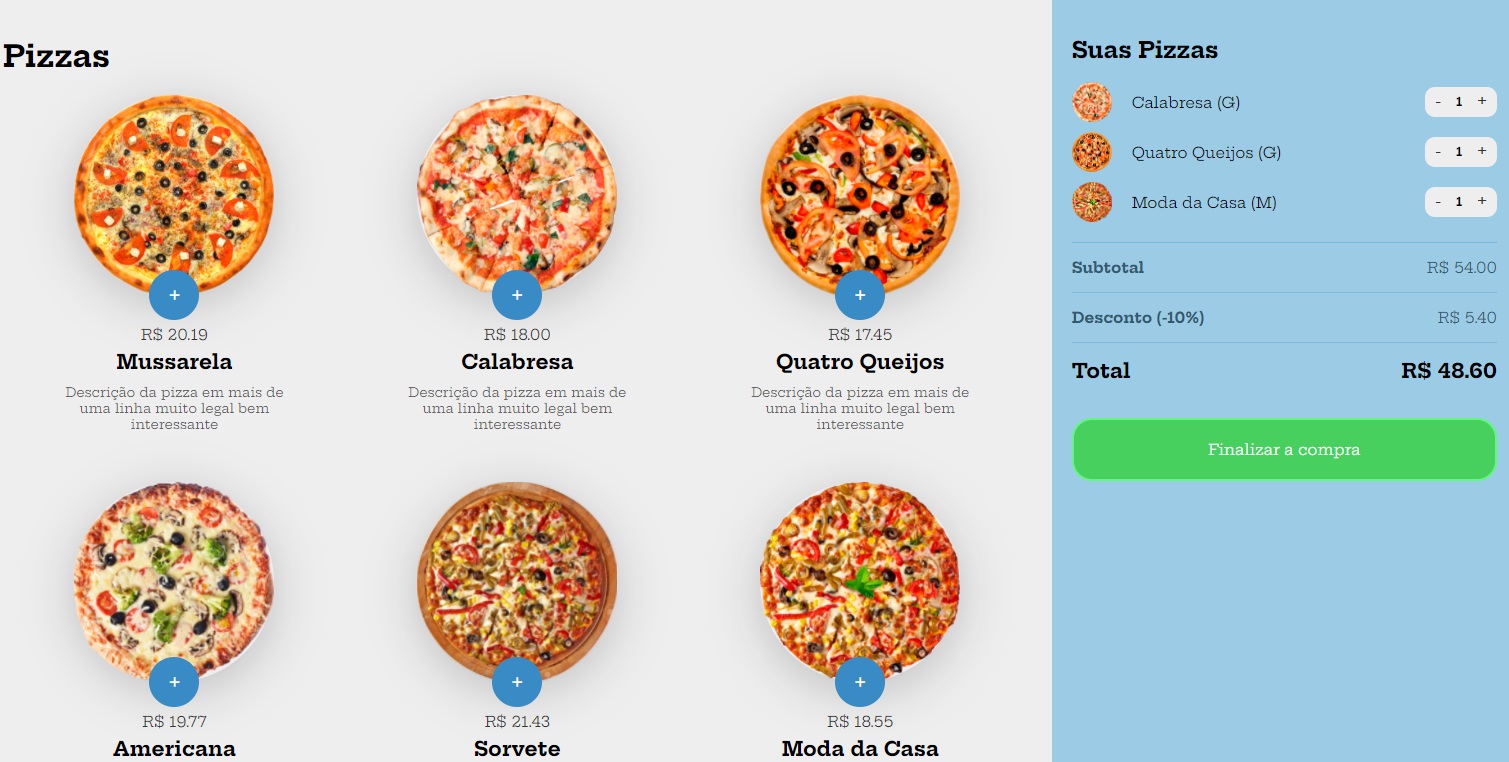 Pizzas
+
R$ 20.19
Mussarela
Descrição da pizza em mais de
uma linha muito legal bem
interessante
+
R$ 18.00
Calabresa
Descrição da pizza em mais de
uma linha muito legal bem
interessante
+
R$ 17.45
Quatro Queijos
Descrição da pizza em mais de
uma linha muito legal bem
interessante
+
R$ 19.77
Americana
+
R$ 21.43
Sorvete
+
R$ 18.55
Moda da Casa
Suas Pizzas
Calabresa (G) - 1 +
Quatro Queijos (G) - 1 +
Moda da Casa (M) - 1 +
Subtotal R$ 54.00
Desconto (-10%) R$ 5.40
Total R$ 48.60
Finalizar a compra